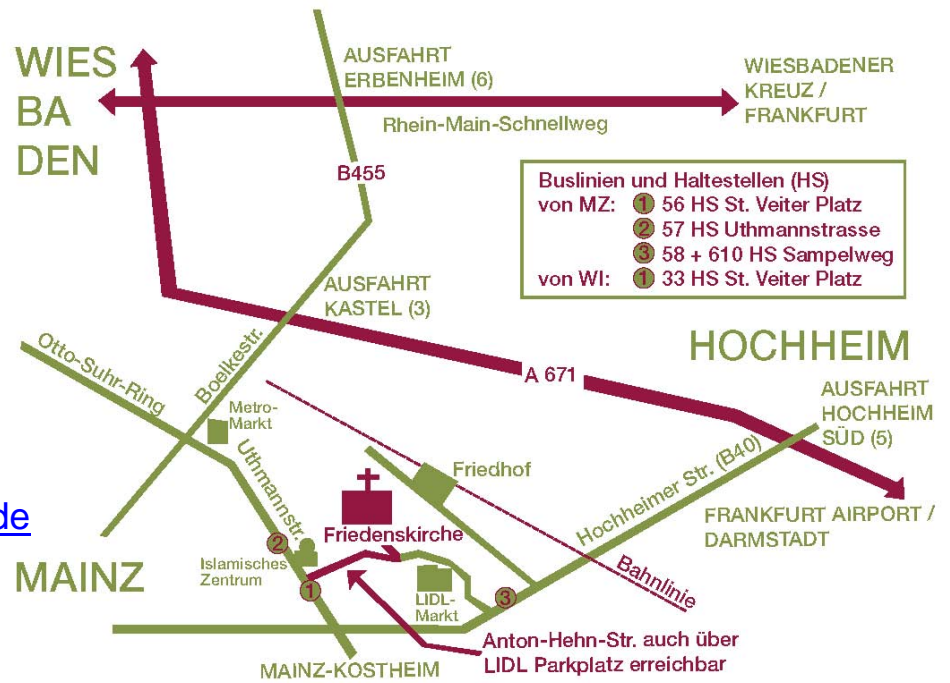 WIES
BA
DEN
AUSFAHRT
ERBENHEIM (6)
WIESBADENER
KREUZ /
FRANKFURT
Rhein-Main-Schnellweg
B455
Buslinien und Haltestellen (HS)
von MZ: 1 56 HS St. Veiter Platz
2 57 HS Uthmannstrasse
3 58 + 610 HS Sampelweg
von WI: 1 33 HS St. Veiter Platz
AUSFAHRT
KASTEL (3)
HOCHHEIM
Otto-Suhr-Ring
Boelkestr.
A 671
AUSFAHRT
HOCHHEIM
SÜD (5)
Metro-
Markt
Uthmannstr.
Friedhof
Hochheimer Str. (B40)
de
Friedenskirche
FRANKFURT AIRPORT /
DARMSTADT
2
Islamisches
Zentrum
MAINZ
1
LIDL-
Markt
3
Bahnlinie
Anton-Hehn-Str. auch über
LIDL Parkplatz erreichbar
MAINZ-KOSTHEIM